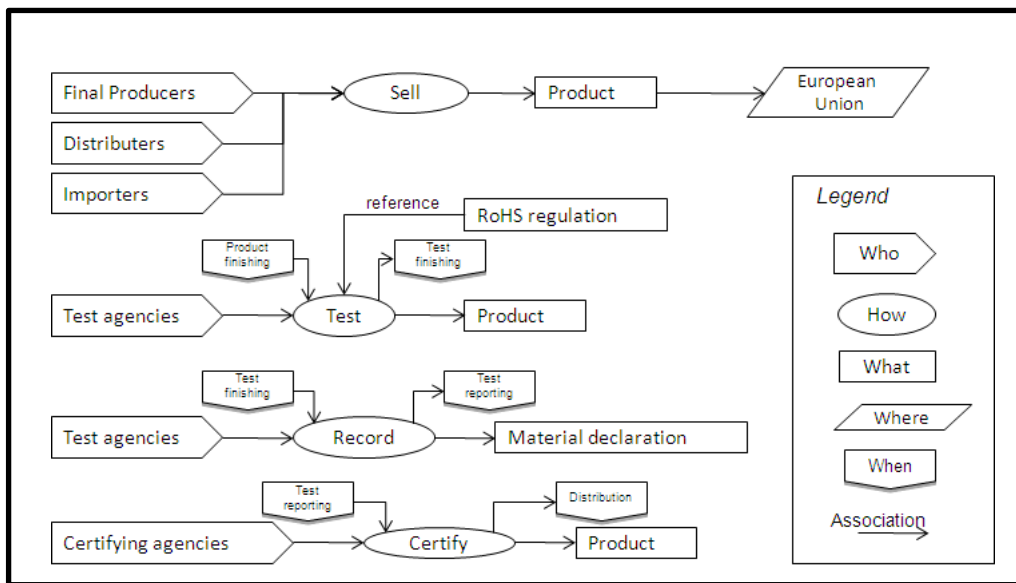 Final Producers
Sell
Product
European
Union
Distributers
Importers
Legend
reference
RoHS regulation
Product
finishing
Test
finishing
Who
Test agencies
Test
Product
How
What
Test
finishing
Test
reporting
Where
Test agencies
Record
Material declaration
When
Test
reporting
Distribution
Association
Certifying agencies
Certify
Product